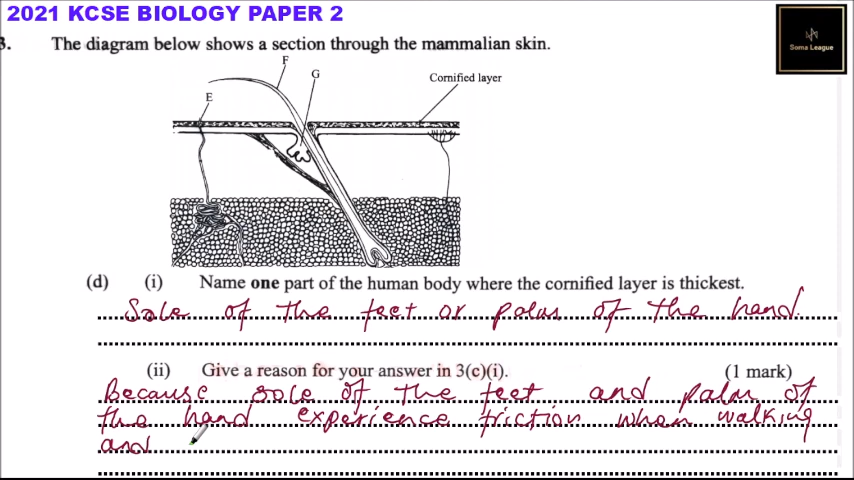 2021 KCSE BIOLOGY PAPER 2
Soma League
3. The diagram below shows a section through the mammalian skin.
F
G
Cornified layer
E
(d) (i) Name one part of the human body where the cornified layer is thickest.
Sole of the feet or palm of the hand.
(ii) Give a reason for your answer in 3(c)(i). (1 mark)
Because sole of the feet and palm of
the hand experience friction when walking
and